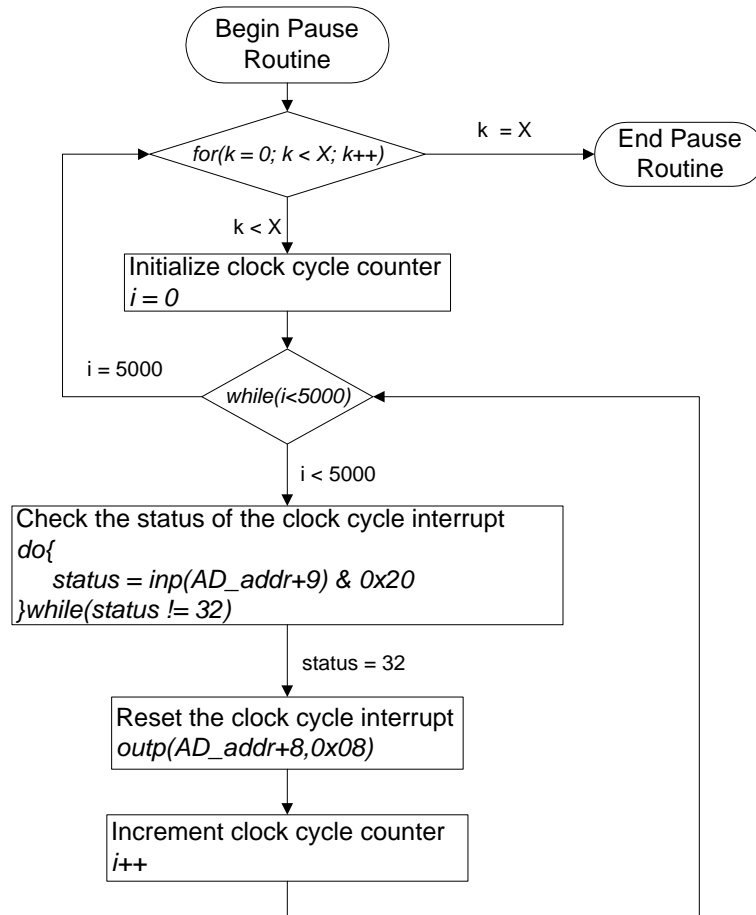 Begin Pause
Routine
for(k = 0; k < X; k++)
k = X
End Pause
Routine
k < X
Initialize clock cycle counter
i = 0
i = 5000
while(i<5000)
i < 5000
Check the status of the clock cycle interrupt
do{
status = inp(AD_addr+9) & 0x20
}while(status != 32)
status = 32
Reset the clock cycle interrupt
outp(AD_addr+8,0x08)
Increment clock cycle counter
i++